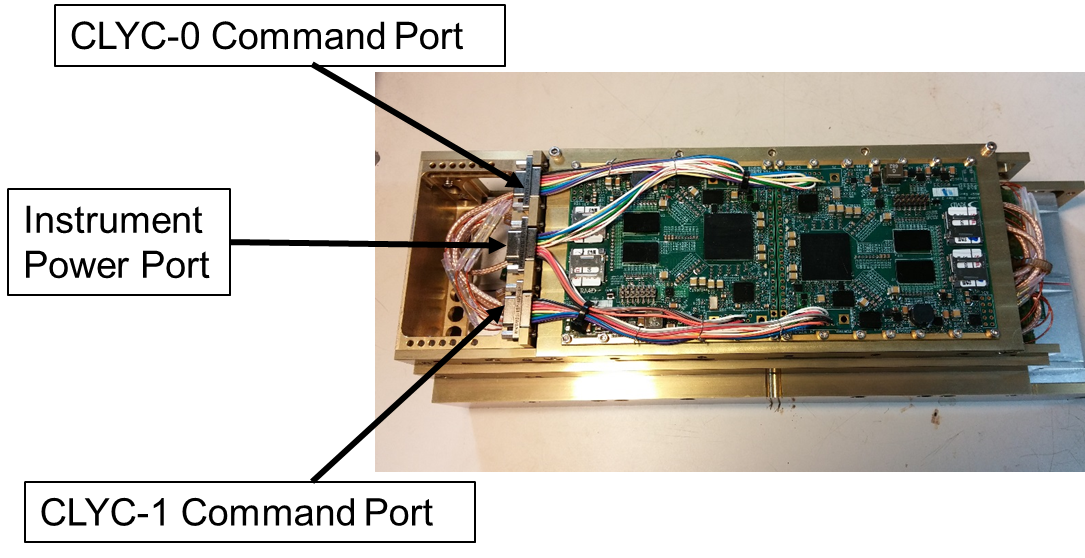 CLYC-0 Command Port
Instrument
Power Port
CLYC-1 Command Port